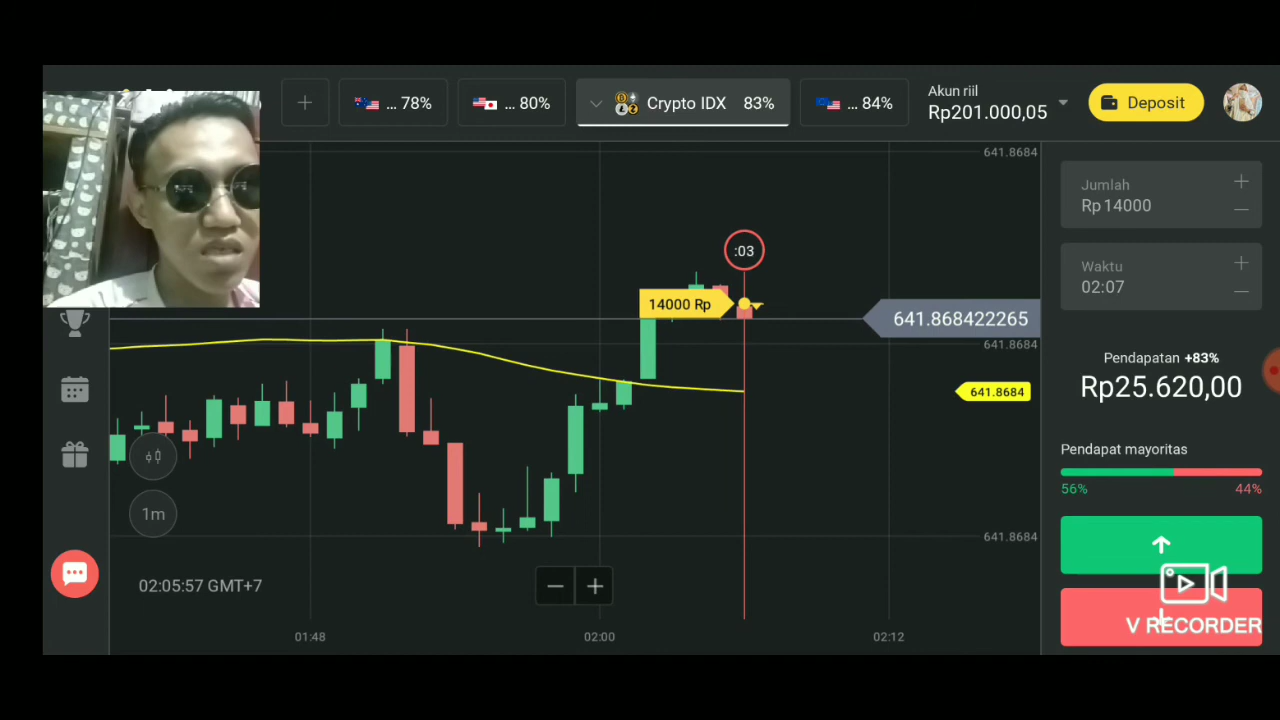 ... 78%
... 80%
Crypto IDX 83%
... 84%
Akun riil
Rp201.000,05
Deposit
641.8684
Jumlah
Rp 14000
:03
14000 Rp
641.868422265
Waktu
02:07
641.8684
Pendapatan +83%
Rp25.620,00
641.8684
Pendapat mayoritas
56% 44%
1m
641.8684
02:05:57 GMT+7
01:48 02:00 02:12
V RECORDER